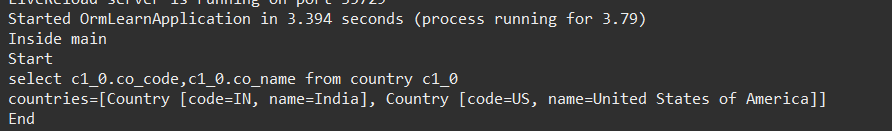 LiveReload server is running on port 35729
Started OrmLearnApplication in 3.394 seconds (process running for 3.79)
Inside main
Start
select c1_0.co_code,c1_0.co_name from country c1_0
countries=[Country [code=IN, name=India], Country [code=US, name=United States of America]]
End